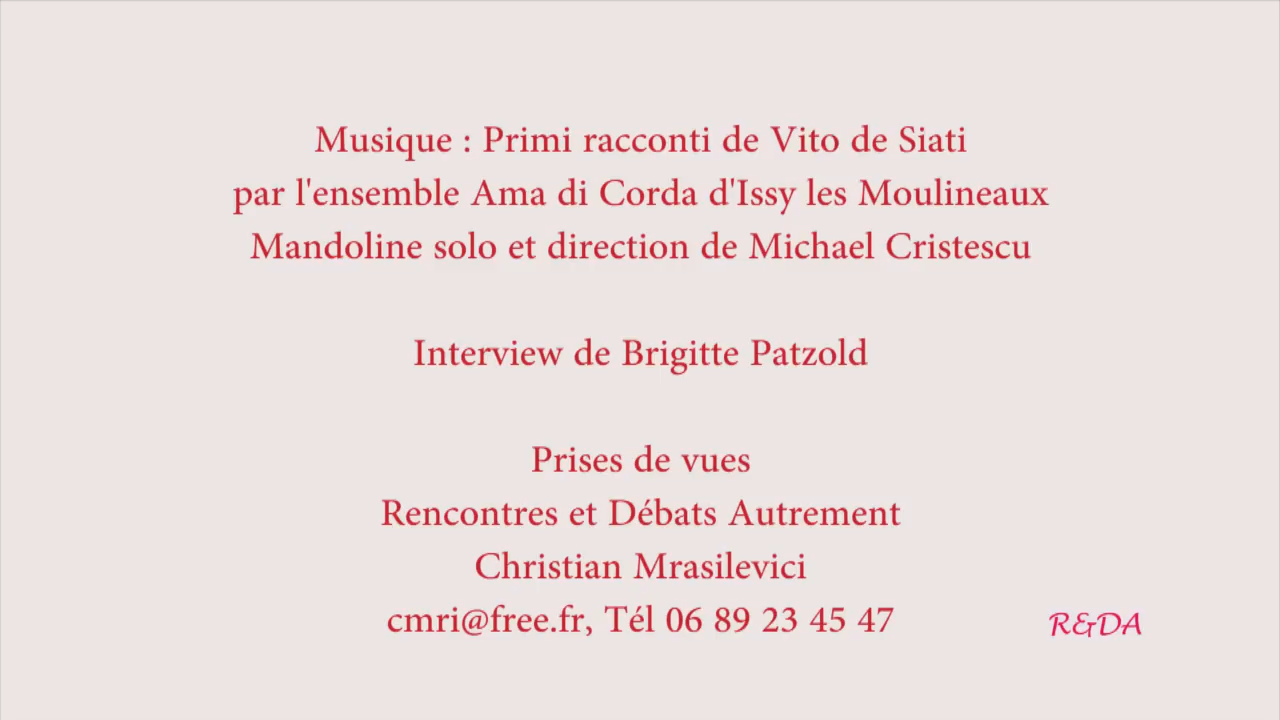 Musique : Primi racconti de Vito de Siati
par l'ensemble Ama di Corda d'Issy les Moulineaux
Mandoline solo et direction de Michael Cristescu
Interview de Brigitte Patzold
Prises de vues
Rencontres et Débats Autrement
Christian Mrasilevici
cmri@free.fr, Tél 06 89 23 45 47
R&DA